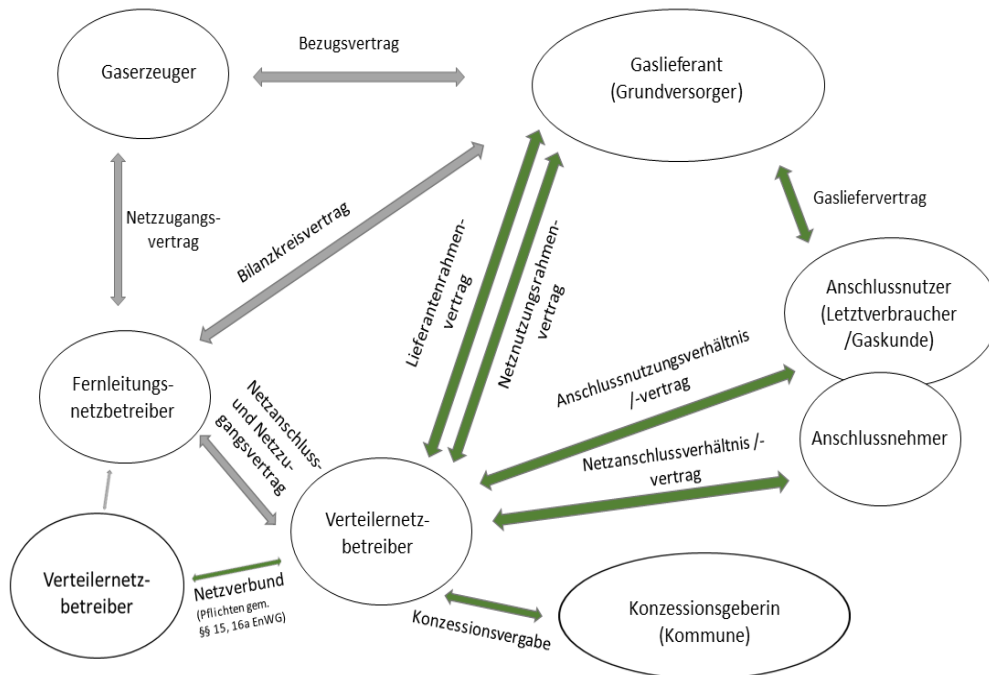 Bezugsvertrag
Gaserzeuger
Gaslieferant
(Grundversorger)
Netzzugangs-
vertrag
Bilanzkreisvertrag
Lieferantenrahmen-
vertrag
Netznutzungsrahmen-
vertrag
Gasliefervertrag
Anschlussnutzer
(Letztverbraucher
/Gaskunde)
Fernleitungs-
netzbetreiber
Netzanschluss-
und Netzzu-
gangsvertrag
Anschlussnutzungsverhältnis
/-vertrag
Anschlussnehmer
Netzanschlussverhältnis /-
vertrag
Verteilernetz-
betreiber
Verteilernetz-
betreiber
Netzverbund
(Pflichten gem.
§§ 15, 16a EnWG)
Konzessionsvergabe
Konzessionsgeberin
(Kommune)